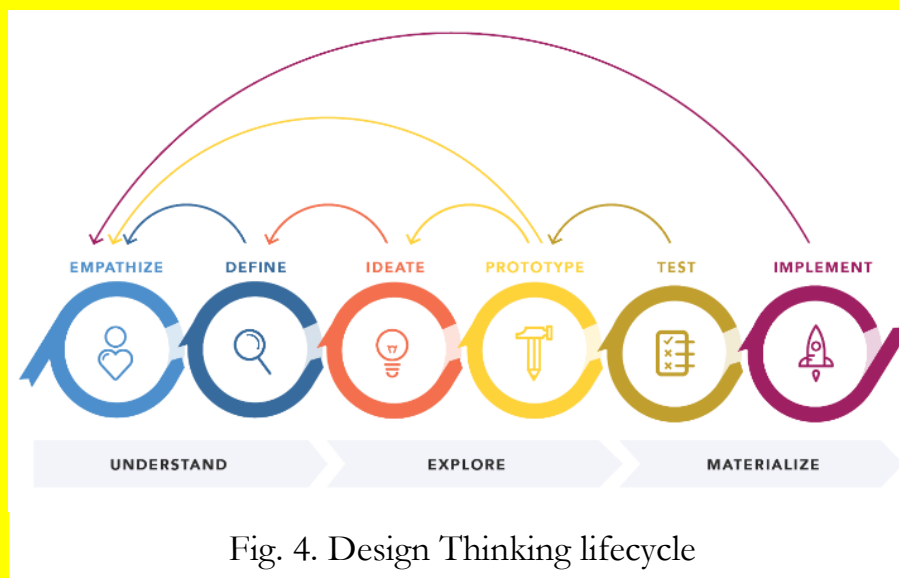 EMPATHIZE DEFINE IDEATE PROTOTYPE TEST IMPLEMENT
UNDERSTAND EXPLORE MATERIALIZE
Fig. 4. Design Thinking lifecycle